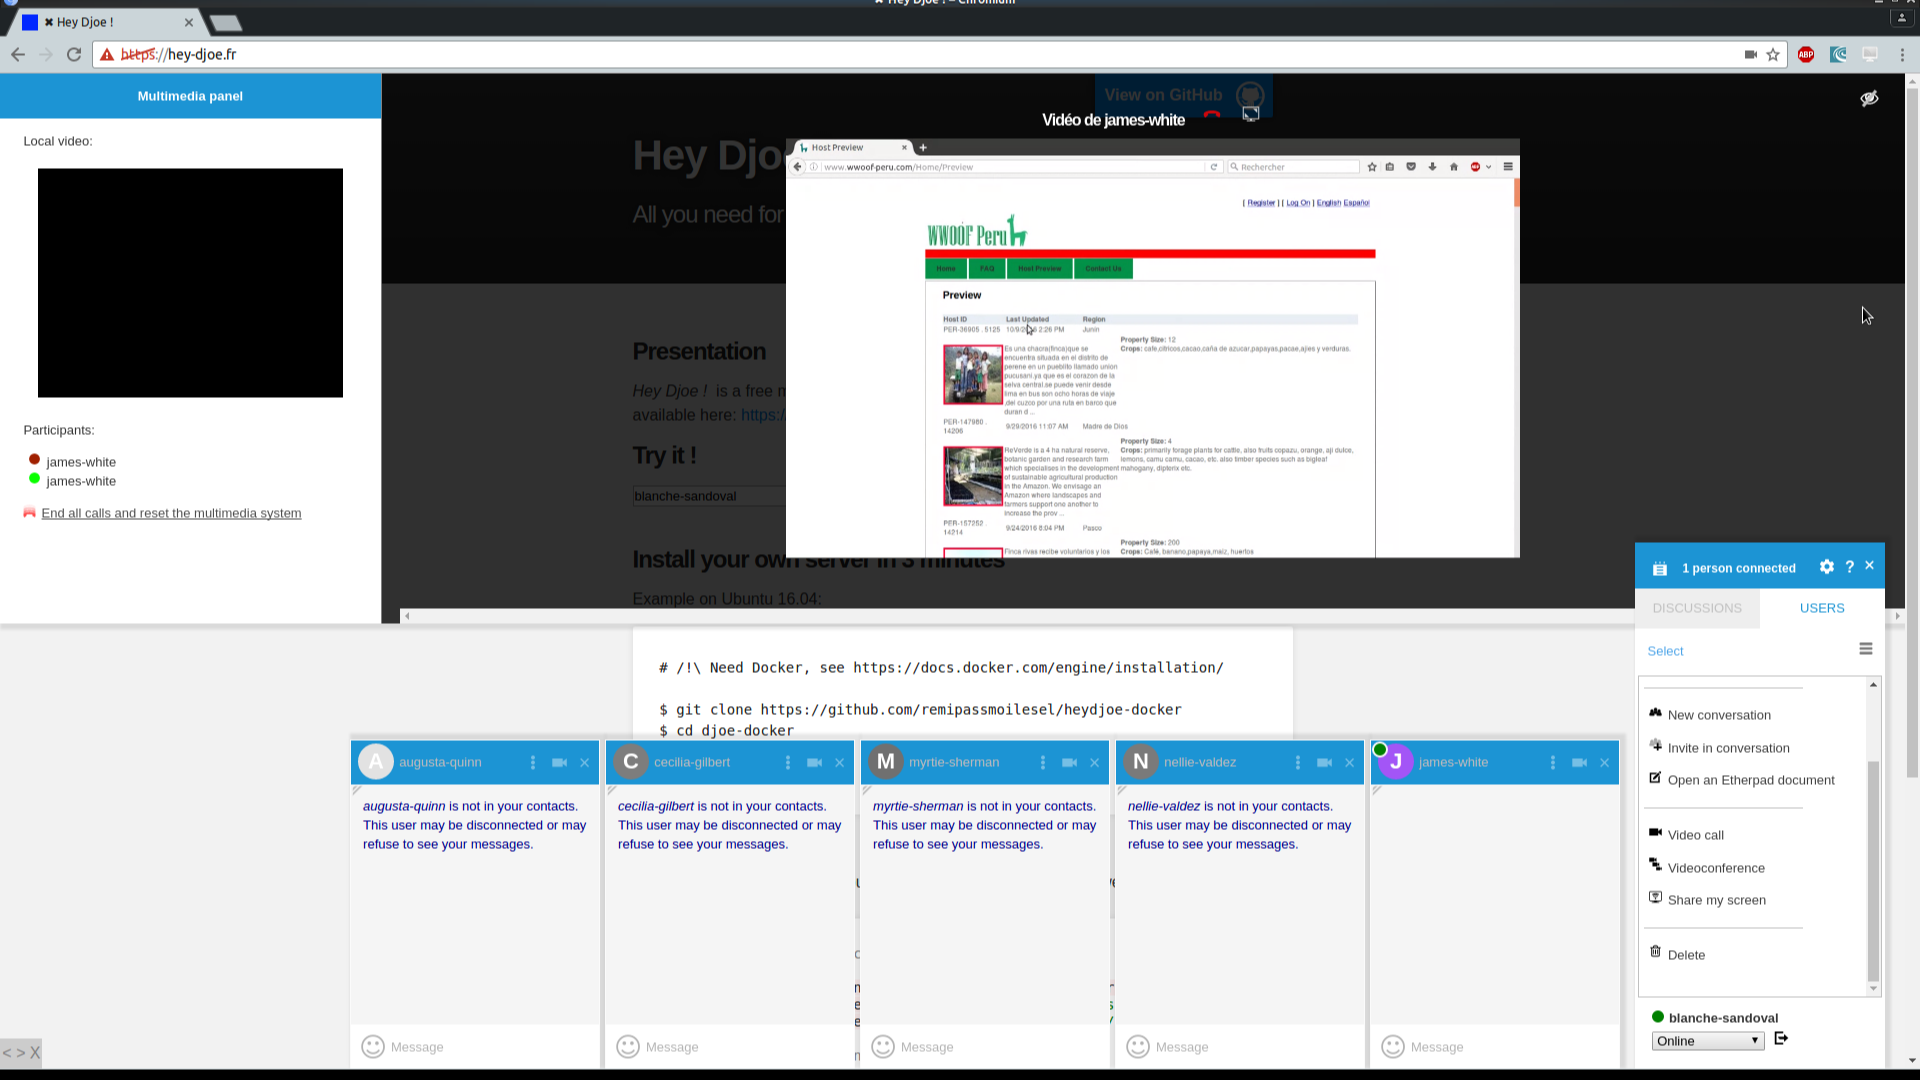 ✖ Hey Djoe ! – Chromium
✖ Hey Djoe !
https://hey-djoe.fr
ABP
Multimedia panel
Local video:
Participants:
james-white
james-white
End all calls and reset the multimedia system
View on GitHub
Vidéo de james-white
Hey Djo
All you need for
Presentation
Hey Djoe ! is a free m
available here: https:/
Try it !
blanche-sandoval
Install your own server in 3 minutes
Example on Ubuntu 16.04:
Host Preview
www.wwoof-peru.com/Home/Preview
Rechercher
[ Register ] [ Log On ] English Español
WWOOF Peru
Home
FAQ
Host Preview
Contact Us
Preview
Host ID Last Updated Region
PER-36905 . 5125 10/9/2016 2:26 PM Junin
Property Size: 12
Crops: cafe,citricos,cacao,caña de azucar,papayas,pacae,ajies y verduras.
Es una chacra(finca)que se
encuentra situada en el distrito de
perene en un pueblito llamado union
pucusani.ya que es el corazon de la
selva central.se puede venir desde
lima en bus son ocho horas de viaje
.del cuzco por una ruta en barco que
duran d ...
PER-147980 .
14206
9/29/2016 11:07 AM Madre de Dios
Property Size: 4
Crops: primarily forage plants for cattle, also fruits copazu, orange, aji dulce,
lemons, camu camu, cacao, etc. also timber species such as bigleaf
mahogany, dipterix etc.
ReVerde is a 4 ha natural reserve,
botanic garden and research farm
which specialises in the development
of sustainable agricultural production
in the Amazon. We envisage an
Amazon where landscapes and
farmers support one another to
increase the prov ...
PER-157252 .
14214
9/24/2016 8:04 PM Pasco
Property Size: 200
Crops: Café, banano,papaya,maiz, huertos
Finca rivas recibe voluntarios y los
# /!\ Need Docker, see https://docs.docker.com/engine/installation/
$ git clone https://github.com/remipassmoilesel/heydjoe-docker
$ cd djoe-docker
A augusta-quinn
augusta-quinn is not in your contacts.
This user may be disconnected or may
refuse to see your messages.
Message
C cecilia-gilbert
cecilia-gilbert is not in your contacts.
This user may be disconnected or may
refuse to see your messages.
Message
M myrtie-sherman
myrtie-sherman is not in your contacts.
This user may be disconnected or may
refuse to see your messages.
Message
N nellie-valdez
nellie-valdez is not in your contacts.
This user may be disconnected or may
refuse to see your messages.
Message
J james-white
Message
1 person connected
?
DISCUSSIONS
USERS
Select
New conversation
Invite in conversation
Open an Etherpad document
Video call
Videoconference
Share my screen
Delete
blanche-sandoval
Online
< > X